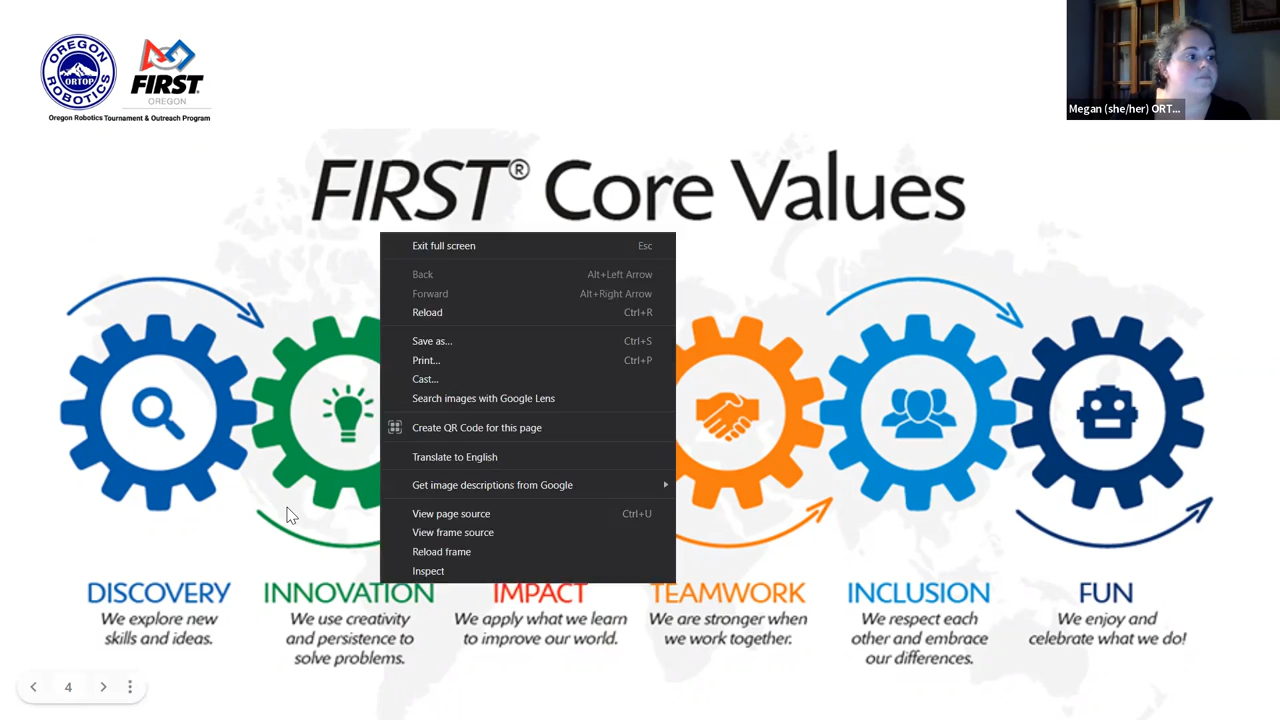 OREGON ROBOTICS
ORTOP
FIRST®
OREGON
Oregon Robotics Tournament & Outreach Program
Megan (she/her) ORT...
FIRST® Core Values
Exit full screen Esc
Back Alt+Left Arrow
Forward Alt+Right Arrow
Reload Ctrl+R
Save as... Ctrl+S
Print... Ctrl+P
Cast...
Search images with Google Lens
Create QR Code for this page
Translate to English
Get image descriptions from Google
View page source Ctrl+U
View frame source
Reload frame
Inspect
DISCOVERY
We explore new
skills and ideas.
INNOVATION
We use creativity
and persistence to
solve problems.
IMPACT
We apply what we learn
to improve our world.
TEAMWORK
We are stronger when
we work together.
INCLUSION
We respect each
other and embrace
our differences.
FUN
We enjoy and
celebrate what we do!
4